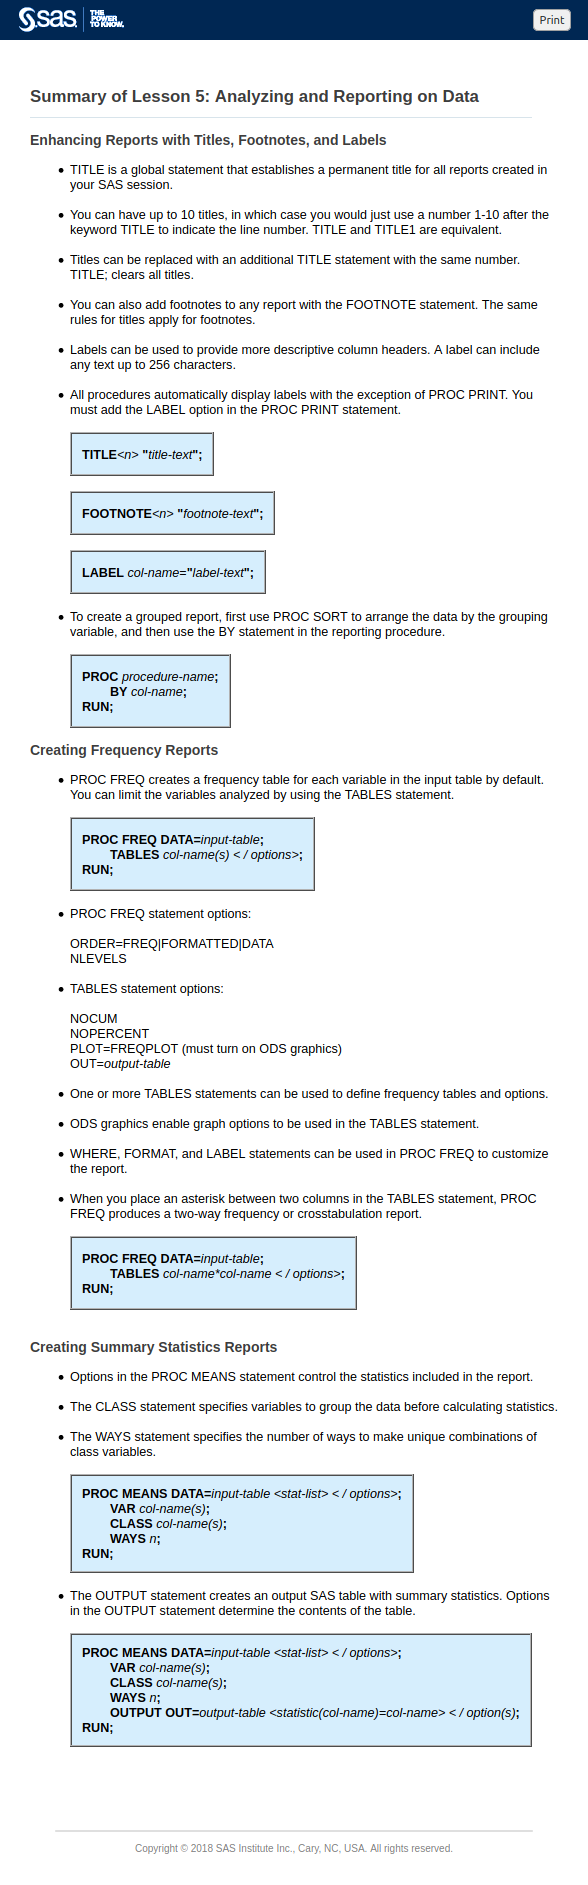 sas THE
POWER
TO KNOW.
Print
Summary of Lesson 5: Analyzing and Reporting on Data
Enhancing Reports with Titles, Footnotes, and Labels
• TITLE is a global statement that establishes a permanent title for all reports created in
your SAS session.
• You can have up to 10 titles, in which case you would just use a number 1-10 after the
keyword TITLE to indicate the line number. TITLE and TITLE1 are equivalent.
• Titles can be replaced with an additional TITLE statement with the same number.
TITLE; clears all titles.
• You can also add footnotes to any report with the FOOTNOTE statement. The same
rules for titles apply for footnotes.
• Labels can be used to provide more descriptive column headers. A label can include
any text up to 256 characters.
• All procedures automatically display labels with the exception of PROC PRINT. You
must add the LABEL option in the PROC PRINT statement.
TITLE<n> "title-text";
FOOTNOTE<n> "footnote-text";
LABEL col-name="label-text";
• To create a grouped report, first use PROC SORT to arrange the data by the grouping
variable, and then use the BY statement in the reporting procedure.
PROC procedure-name;
BY col-name;
RUN;
Creating Frequency Reports
• PROC FREQ creates a frequency table for each variable in the input table by default.
You can limit the variables analyzed by using the TABLES statement.
PROC FREQ DATA=input-table;
TABLES col-name(s) < / options>;
RUN;
• PROC FREQ statement options:
ORDER=FREQ|FORMATTED|DATA
NLEVELS
• TABLES statement options:
NOCUM
NOPERCENT
PLOT=FREQPLOT (must turn on ODS graphics)
OUT=output-table
• One or more TABLES statements can be used to define frequency tables and options.
• ODS graphics enable graph options to be used in the TABLES statement.
• WHERE, FORMAT, and LABEL statements can be used in PROC FREQ to customize
the report.
• When you place an asterisk between two columns in the TABLES statement, PROC
FREQ produces a two-way frequency or crosstabulation report.
PROC FREQ DATA=input-table;
TABLES col-name*col-name < / options>;
RUN;
Creating Summary Statistics Reports
• Options in the PROC MEANS statement control the statistics included in the report.
• The CLASS statement specifies variables to group the data before calculating statistics.
• The WAYS statement specifies the number of ways to make unique combinations of
class variables.
PROC MEANS DATA=input-table <stat-list> < / options>;
VAR col-name(s);
CLASS col-name(s);
WAYS n;
RUN;
• The OUTPUT statement creates an output SAS table with summary statistics. Options
in the OUTPUT statement determine the contents of the table.
PROC MEANS DATA=input-table <stat-list> < / options>;
VAR col-name(s);
CLASS col-name(s);
WAYS n;
OUTPUT OUT=output-table <statistic(col-name)=col-name> < / option(s);
RUN;
Copyright © 2018 SAS Institute Inc., Cary, NC, USA. All rights reserved.